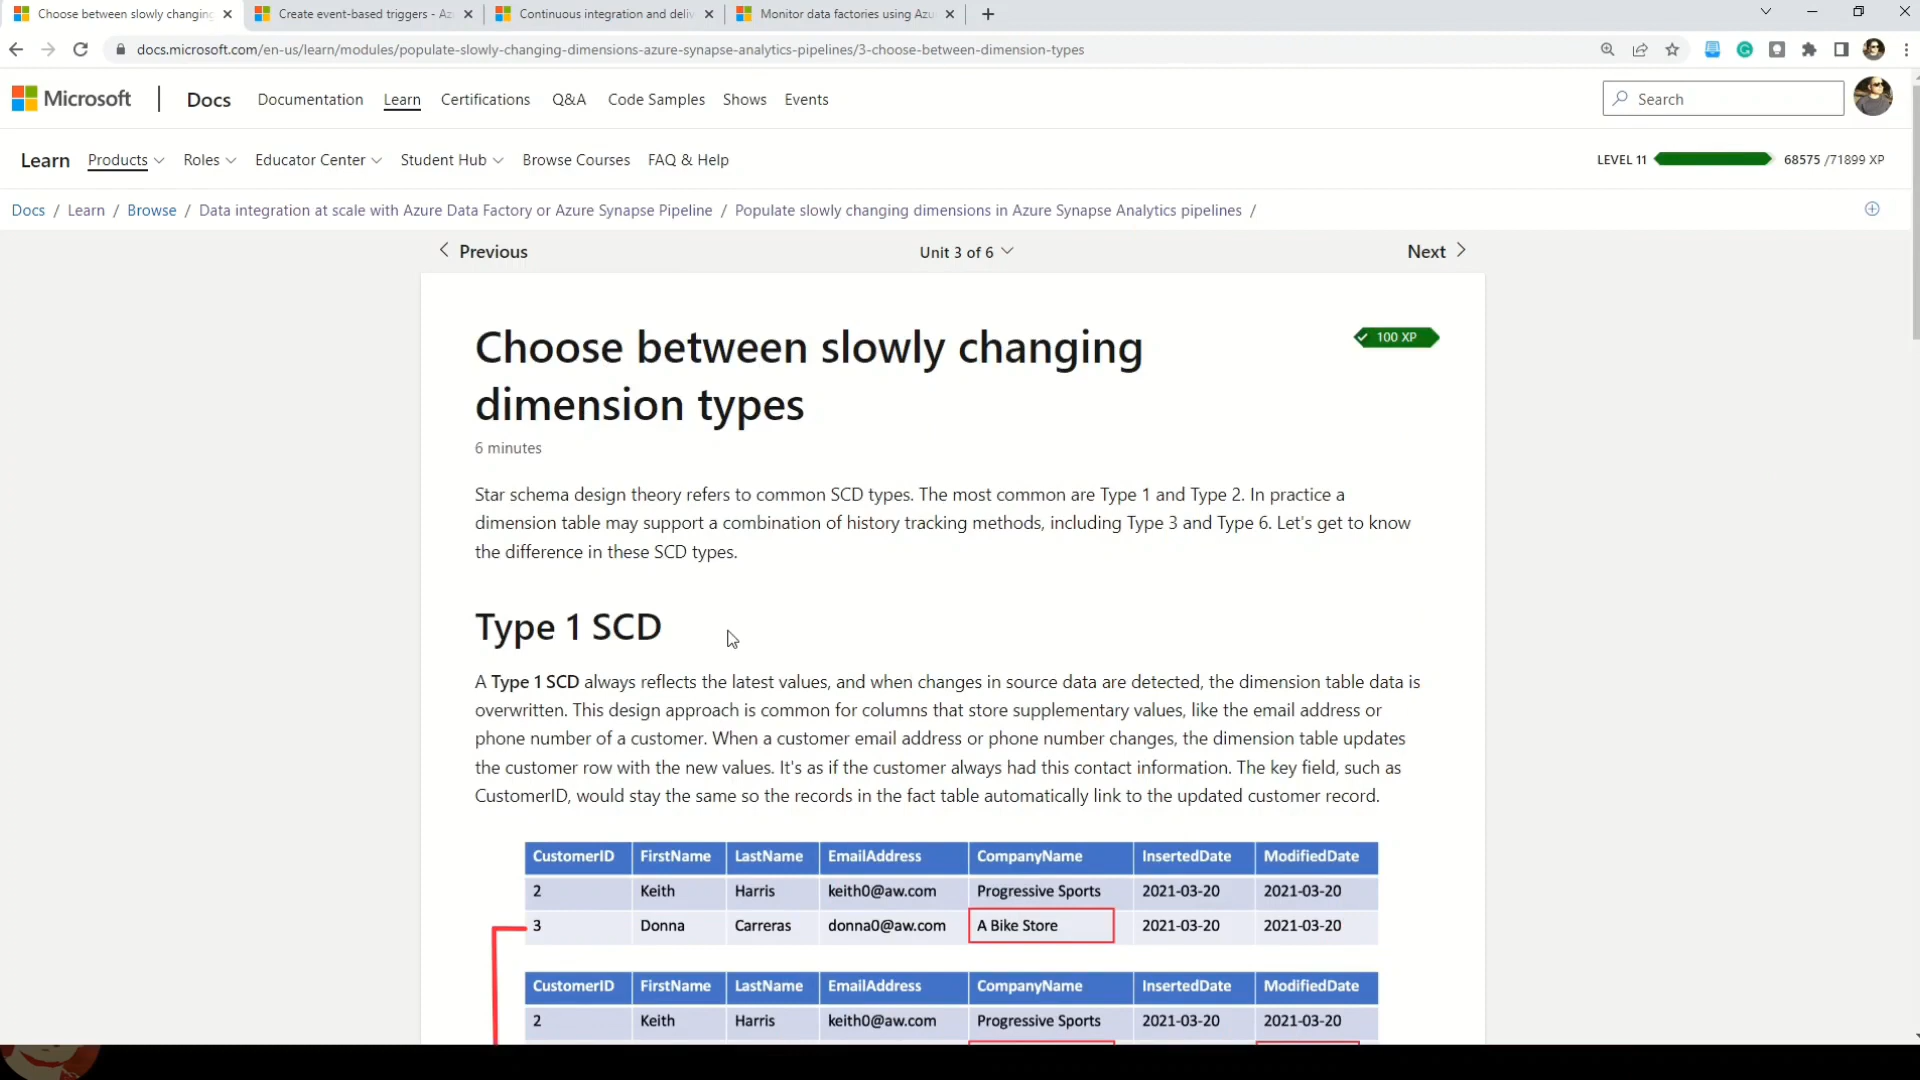 Choose between slowly changing
Create event-based triggers - Az
Continuous integration and deliv
Monitor data factories using Azu
docs.microsoft.com/en-us/learn/modules/populate-slowly-changing-dimensions-azure-synapse-analytics-pipelines/3-choose-between-dimension-types
Microsoft Docs Documentation Learn Certifications Q&A Code Samples Shows Events Search
Learn Products Roles Educator Center Student Hub Browse Courses FAQ & Help LEVEL 11 68575 /71899 XP
Docs / Learn / Browse / Data integration at scale with Azure Data Factory or Azure Synapse Pipeline / Populate slowly changing dimensions in Azure Synapse Analytics pipelines /
Previous Unit 3 of 6 Next
Choose between slowly changing
dimension types
100 XP
6 minutes
Star schema design theory refers to common SCD types. The most common are Type 1 and Type 2. In practice a
dimension table may support a combination of history tracking methods, including Type 3 and Type 6. Let's get to know
the difference in these SCD types.
Type 1 SCD
A Type 1 SCD always reflects the latest values, and when changes in source data are detected, the dimension table data is
overwritten. This design approach is common for columns that store supplementary values, like the email address or
phone number of a customer. When a customer email address or phone number changes, the dimension table updates
the customer row with the new values. It's as if the customer always had this contact information. The key field, such as
CustomerID, would stay the same so the records in the fact table automatically link to the updated customer record.
CustomerID FirstName LastName EmailAddress CompanyName InsertedDate ModifiedDate
2 Keith Harris keith0@aw.com Progressive Sports 2021-03-20 2021-03-20
3 Donna Carreras donna0@aw.com A Bike Store 2021-03-20 2021-03-20
CustomerID FirstName LastName EmailAddress CompanyName InsertedDate ModifiedDate
2 Keith Harris keith0@aw.com Progressive Sports 2021-03-20 2021-03-20